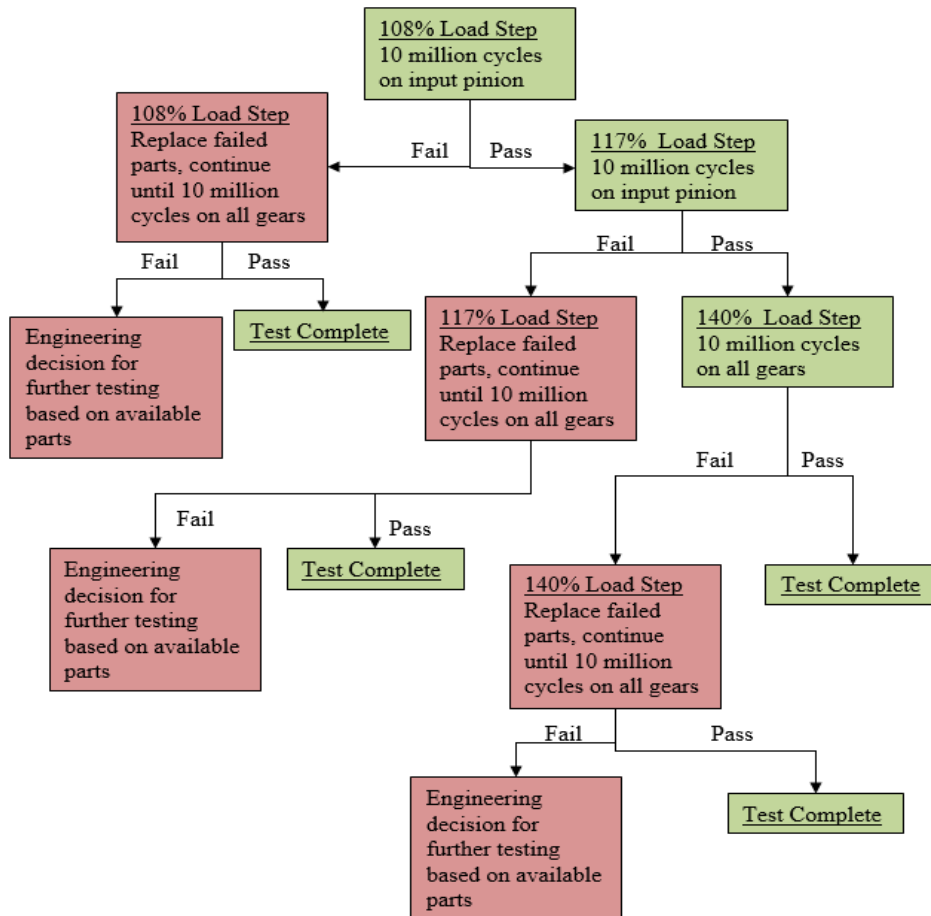 108% Load Step
10 million cycles
on input pinion
108% Load Step
Replace failed
parts, continue
until 10 million
cycles on all gears
Fail
Pass
117%  Load Step
10 million cycles
on input pinion
Fail
Pass
Fail
Pass
Engineering
decision for
further testing
based on available
parts
Test Complete
117% Load Step
Replace failed
parts, continue
until 10 million
cycles on all gears
140%  Load Step
10 million cycles
on all gears
Fail
Pass
Fail
Pass
Engineering
decision for
further testing
based on available
parts
Test Complete
140% Load Step
Replace failed
parts, continue
until 10 million
cycles on all gears
Test Complete
Fail
Pass
Engineering
decision for
further testing
based on available
parts
Test Complete